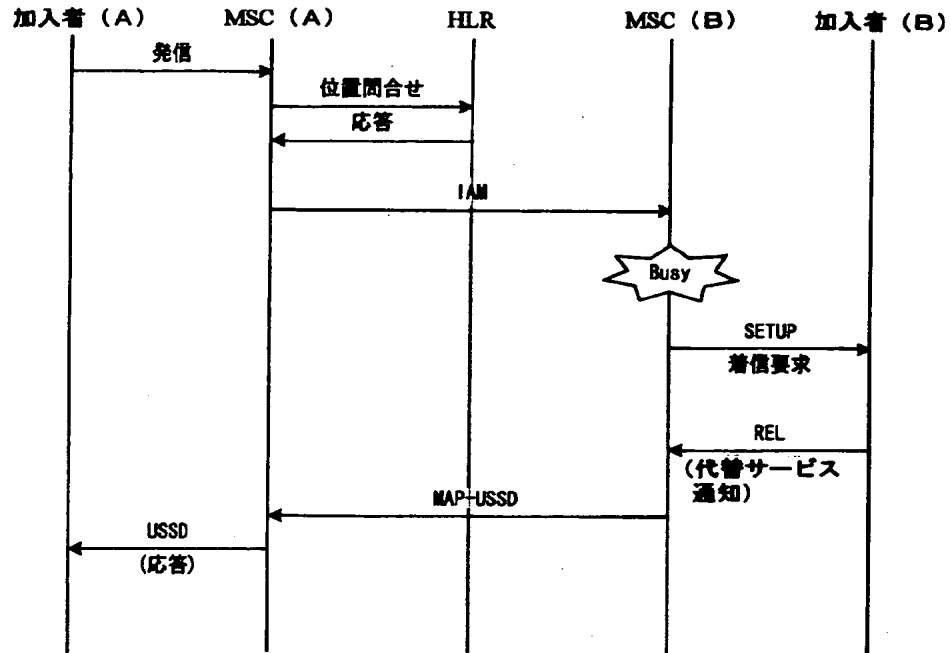 加入者（A） MSC（A） HLR MSC（B） 加入者（B）
発信
位置問合せ
応答
IAM
Busy
SETUP
着信要求
REL
(代替サービス
通知)
MAP-USSD
USSD
(応答)